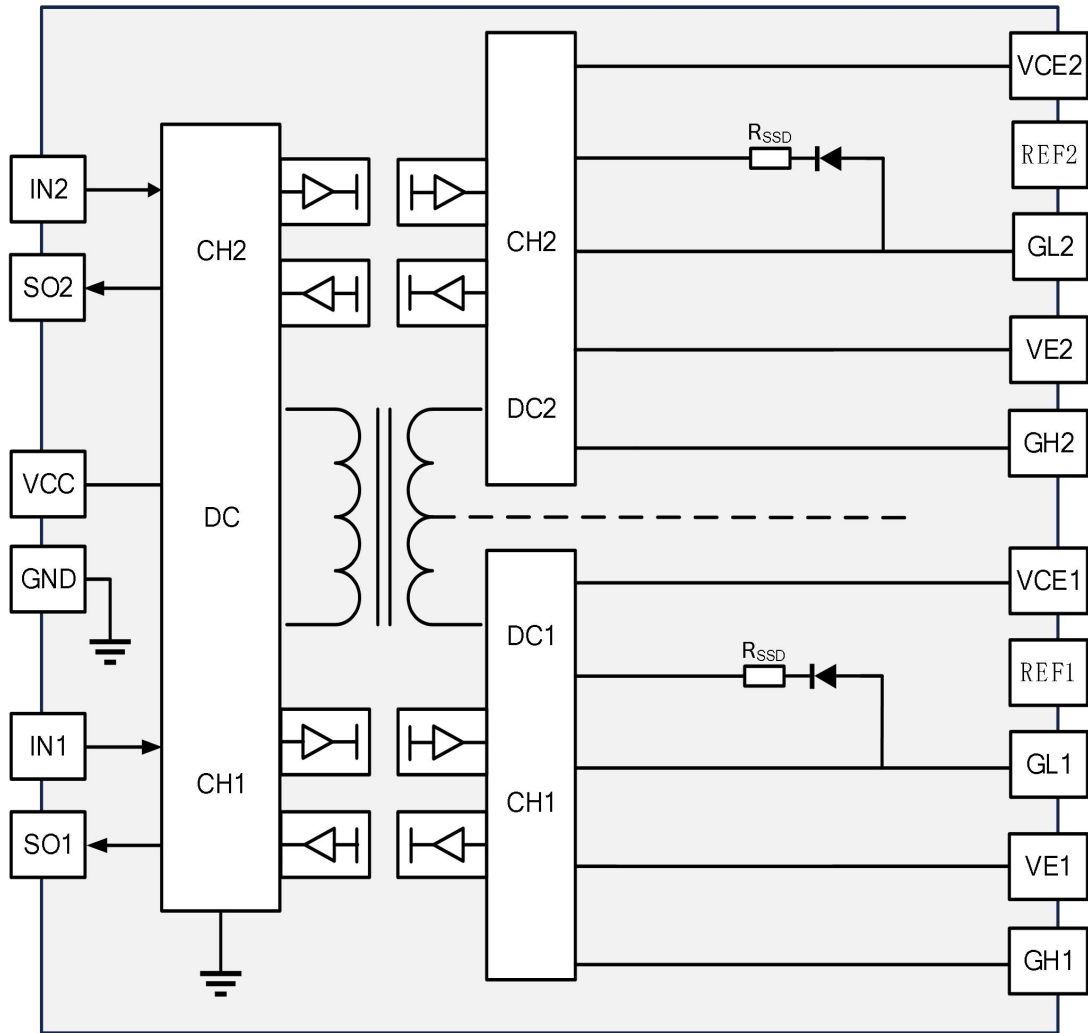 VCE2
REF2
GL2
VE2
GH2
VCE1
REF1
GL1
VE1
GH1
IN2
SO2
VCC
GND
IN1
SO1
CH2
DC
CH1
CH2
DC2
DC1
CH1
RSSD
RSSD